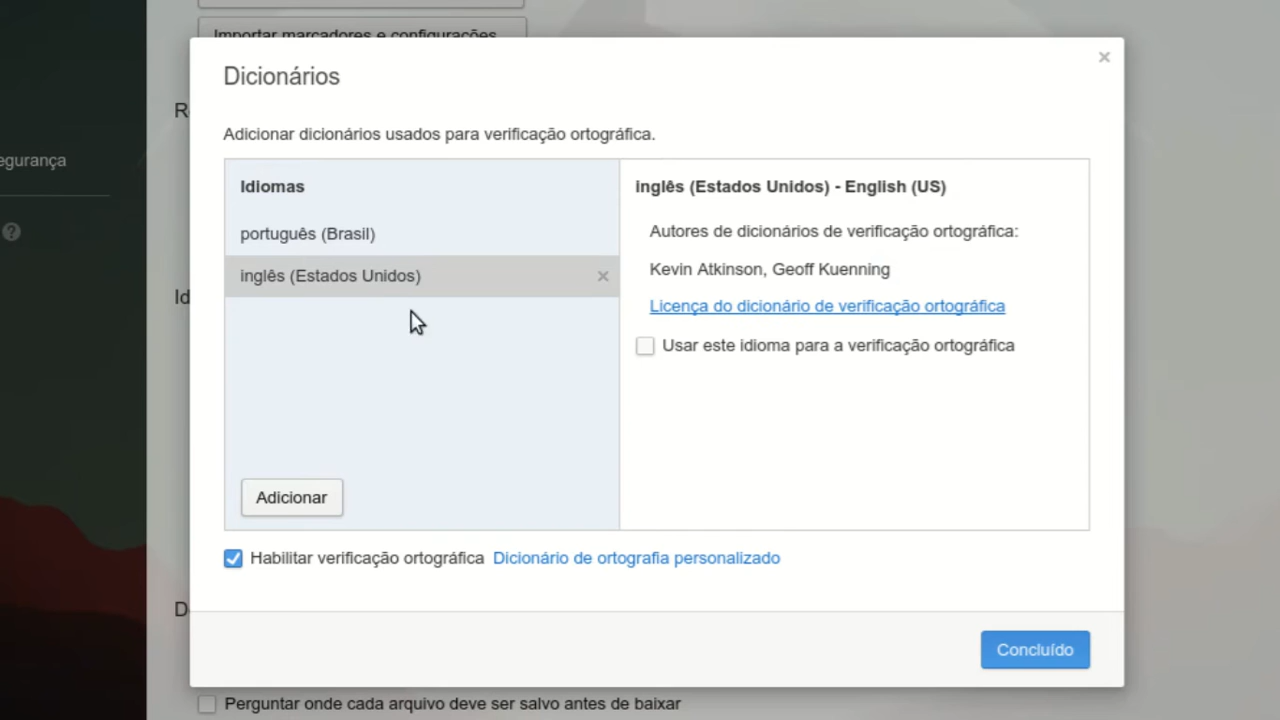 Importar marcadores e configurações
Dicionários
×
R
Adicionar dicionários usados para verificação ortográfica.
egurança
Idiomas
inglês (Estados Unidos) - English (US)
português (Brasil)
Autores de dicionários de verificação ortográfica:
?
inglês (Estados Unidos)
×
Kevin Atkinson, Geoff Kuenning
Id
Licença do dicionário de verificação ortográfica
Usar este idioma para a verificação ortográfica
Adicionar
Habilitar verificação ortográfica Dicionário de ortografia personalizado
D
Concluído
Perguntar onde cada arquivo deve ser salvo antes de baixar